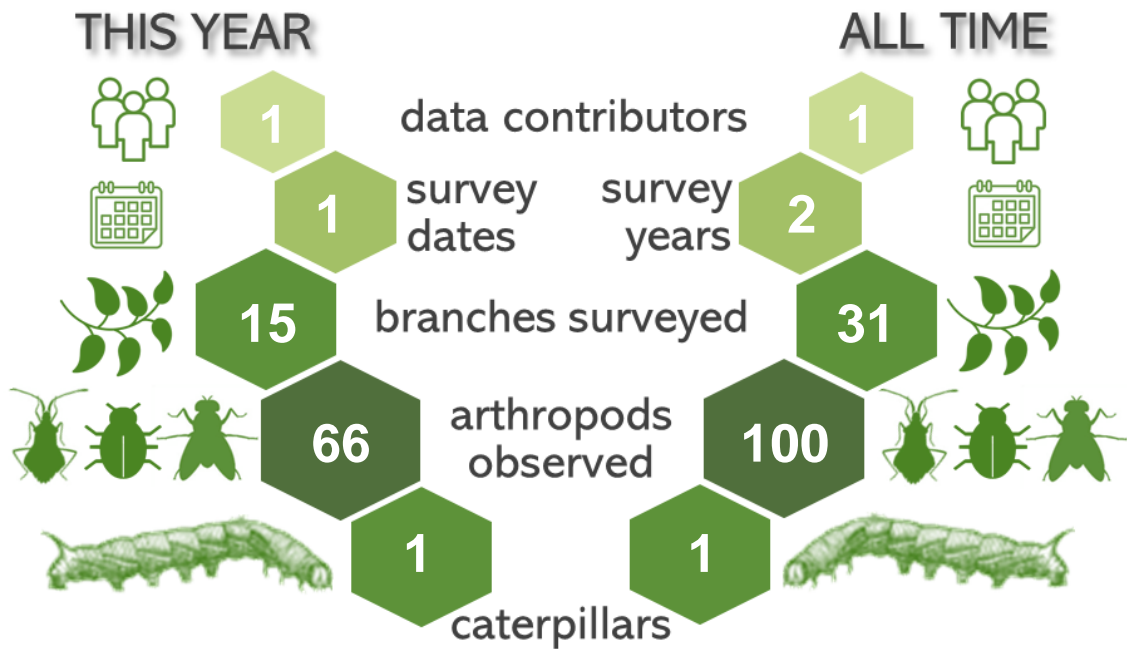 THIS YEAR
ALL TIME
1
data contributors
1
1
survey
dates
survey
years
2
15
branches surveyed
31
66
arthropods
observed
100
1
1
caterpillars